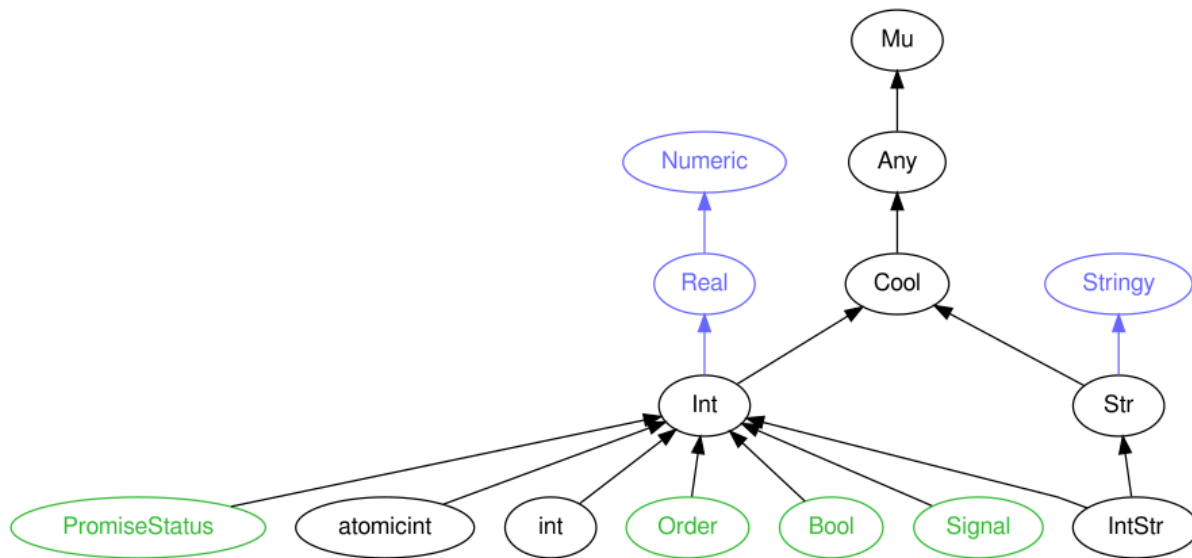 Mu
Numeric
Any
Real
Cool
Stringy
Int
Str
PromiseStatus
atomicint
int
Order
Bool
Signal
IntStr